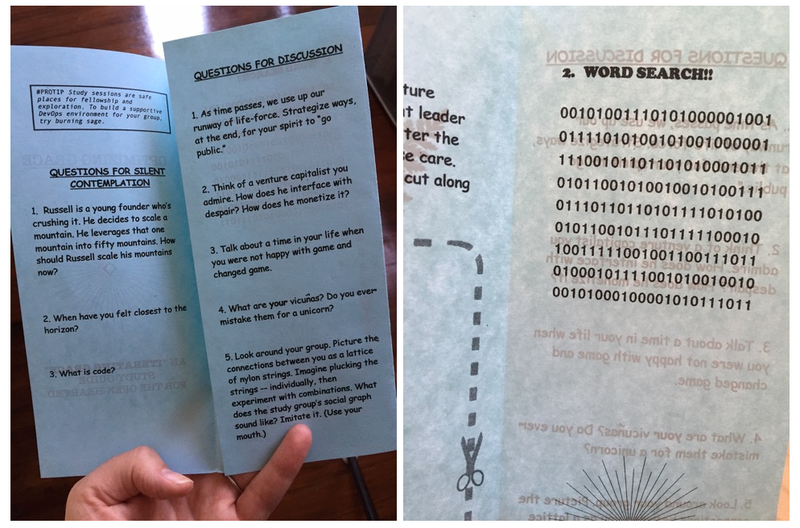 #PROTIP Study sessions are safe
places for fellowship and
exploration. To build a supportive
DevOps environment for your group,
try burning sage.
QUESTIONS FOR SILENT
CONTEMPLATION
1. Russell is a young founder who's
crushing it. He decides to scale a
mountain. He leverages that one
mountain into fifty mountains. How
should Russell scale his mountains
now?
2. When have you felt closest to the
horizon?
3. What is code?
QUESTIONS FOR DISCUSSION
1. As time passes, we use up our
runway of life-force. Strategize ways,
at the end, for your spirit to "go
public."
2. Think of a venture capitalist you
admire. How does he interface with
despair? How does he monetize it?
3. Talk about a time in your life when
you were not happy with game and
changed game.
4. What are your vicuñas? Do you ever
mistake them for a unicorn?
5. Look around your group. Picture the
connections between you as a lattice
of nylon strings. Imagine plucking the
strings -- individually, then
experiment with combinations. What
does the study group's social graph
sound like? Imitate it. (Use your
mouth.)
ture
t leader
ter the
e care.
cut along
2. WORD SEARCH!!
00101001110101000001001
01111010100101001000001
11100101101101010001011
01011001010010010100111
01110110110101111010100
01011001011101111100010
10011111001001100111011
01000101111001010010010
00101000100001010111011